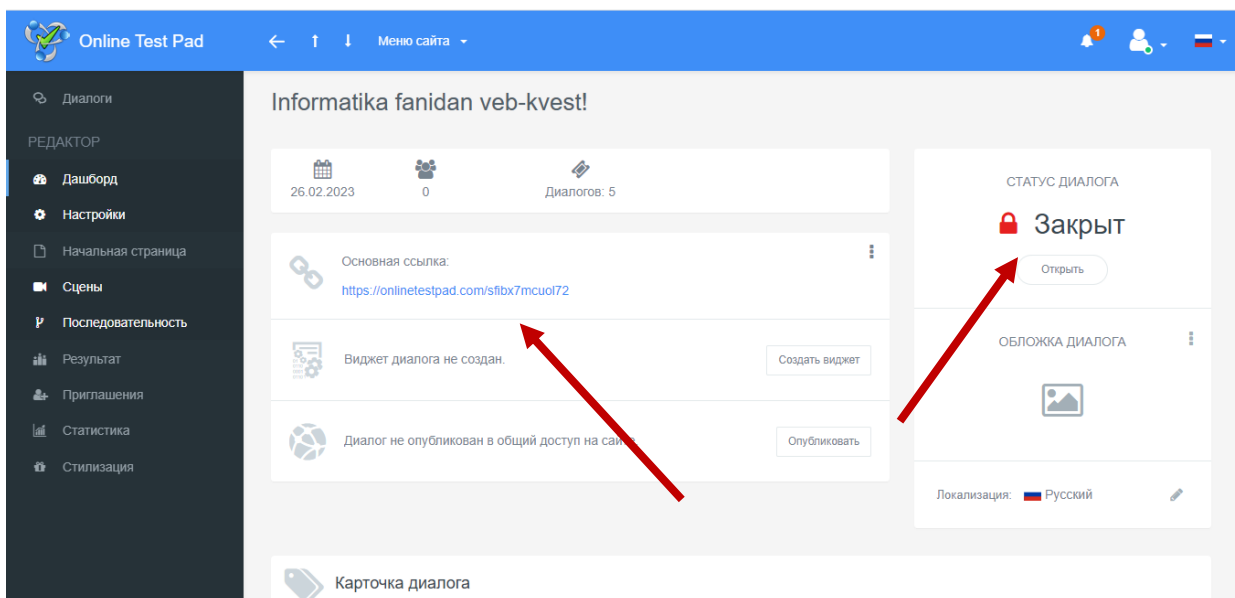 Online Test Pad
Меню сайта
1
Диалоги
РЕДАКТОР
Дашборд
Настройки
Начальная страница
Сцены
Последовательность
Результат
Приглашения
Статистика
Стилизация
Informatika fanidan veb-kvest!
26.02.2023
0
Диалогов: 5
Основная ссылка:
https://onlinetestpad.com/sfibx7mcuol72
Виджет диалога не создан.
Создать виджет
Диалог не опубликован в общий доступ на сайте
Опубликовать
СТАТУС ДИАЛОГА
Закрыт
Открыть
ОБЛОЖКА ДИАЛОГА
Локализация: Русский
Карточка диалога